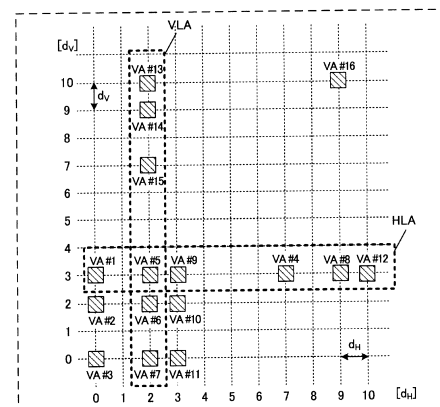 VLA
[dV]
VA #13
VA #16
10
dV
9
VA #14
8
7
VA #15
6
5
HLA
4
VA #1 VA #5 VA #9 VA #4 VA #8 VA #12
3
2
VA #2 VA #6 VA #10
1
dH
0
VA #3 VA #7 VA #11
0 1 2 3 4 5 6 7 8 9 10 [dH]